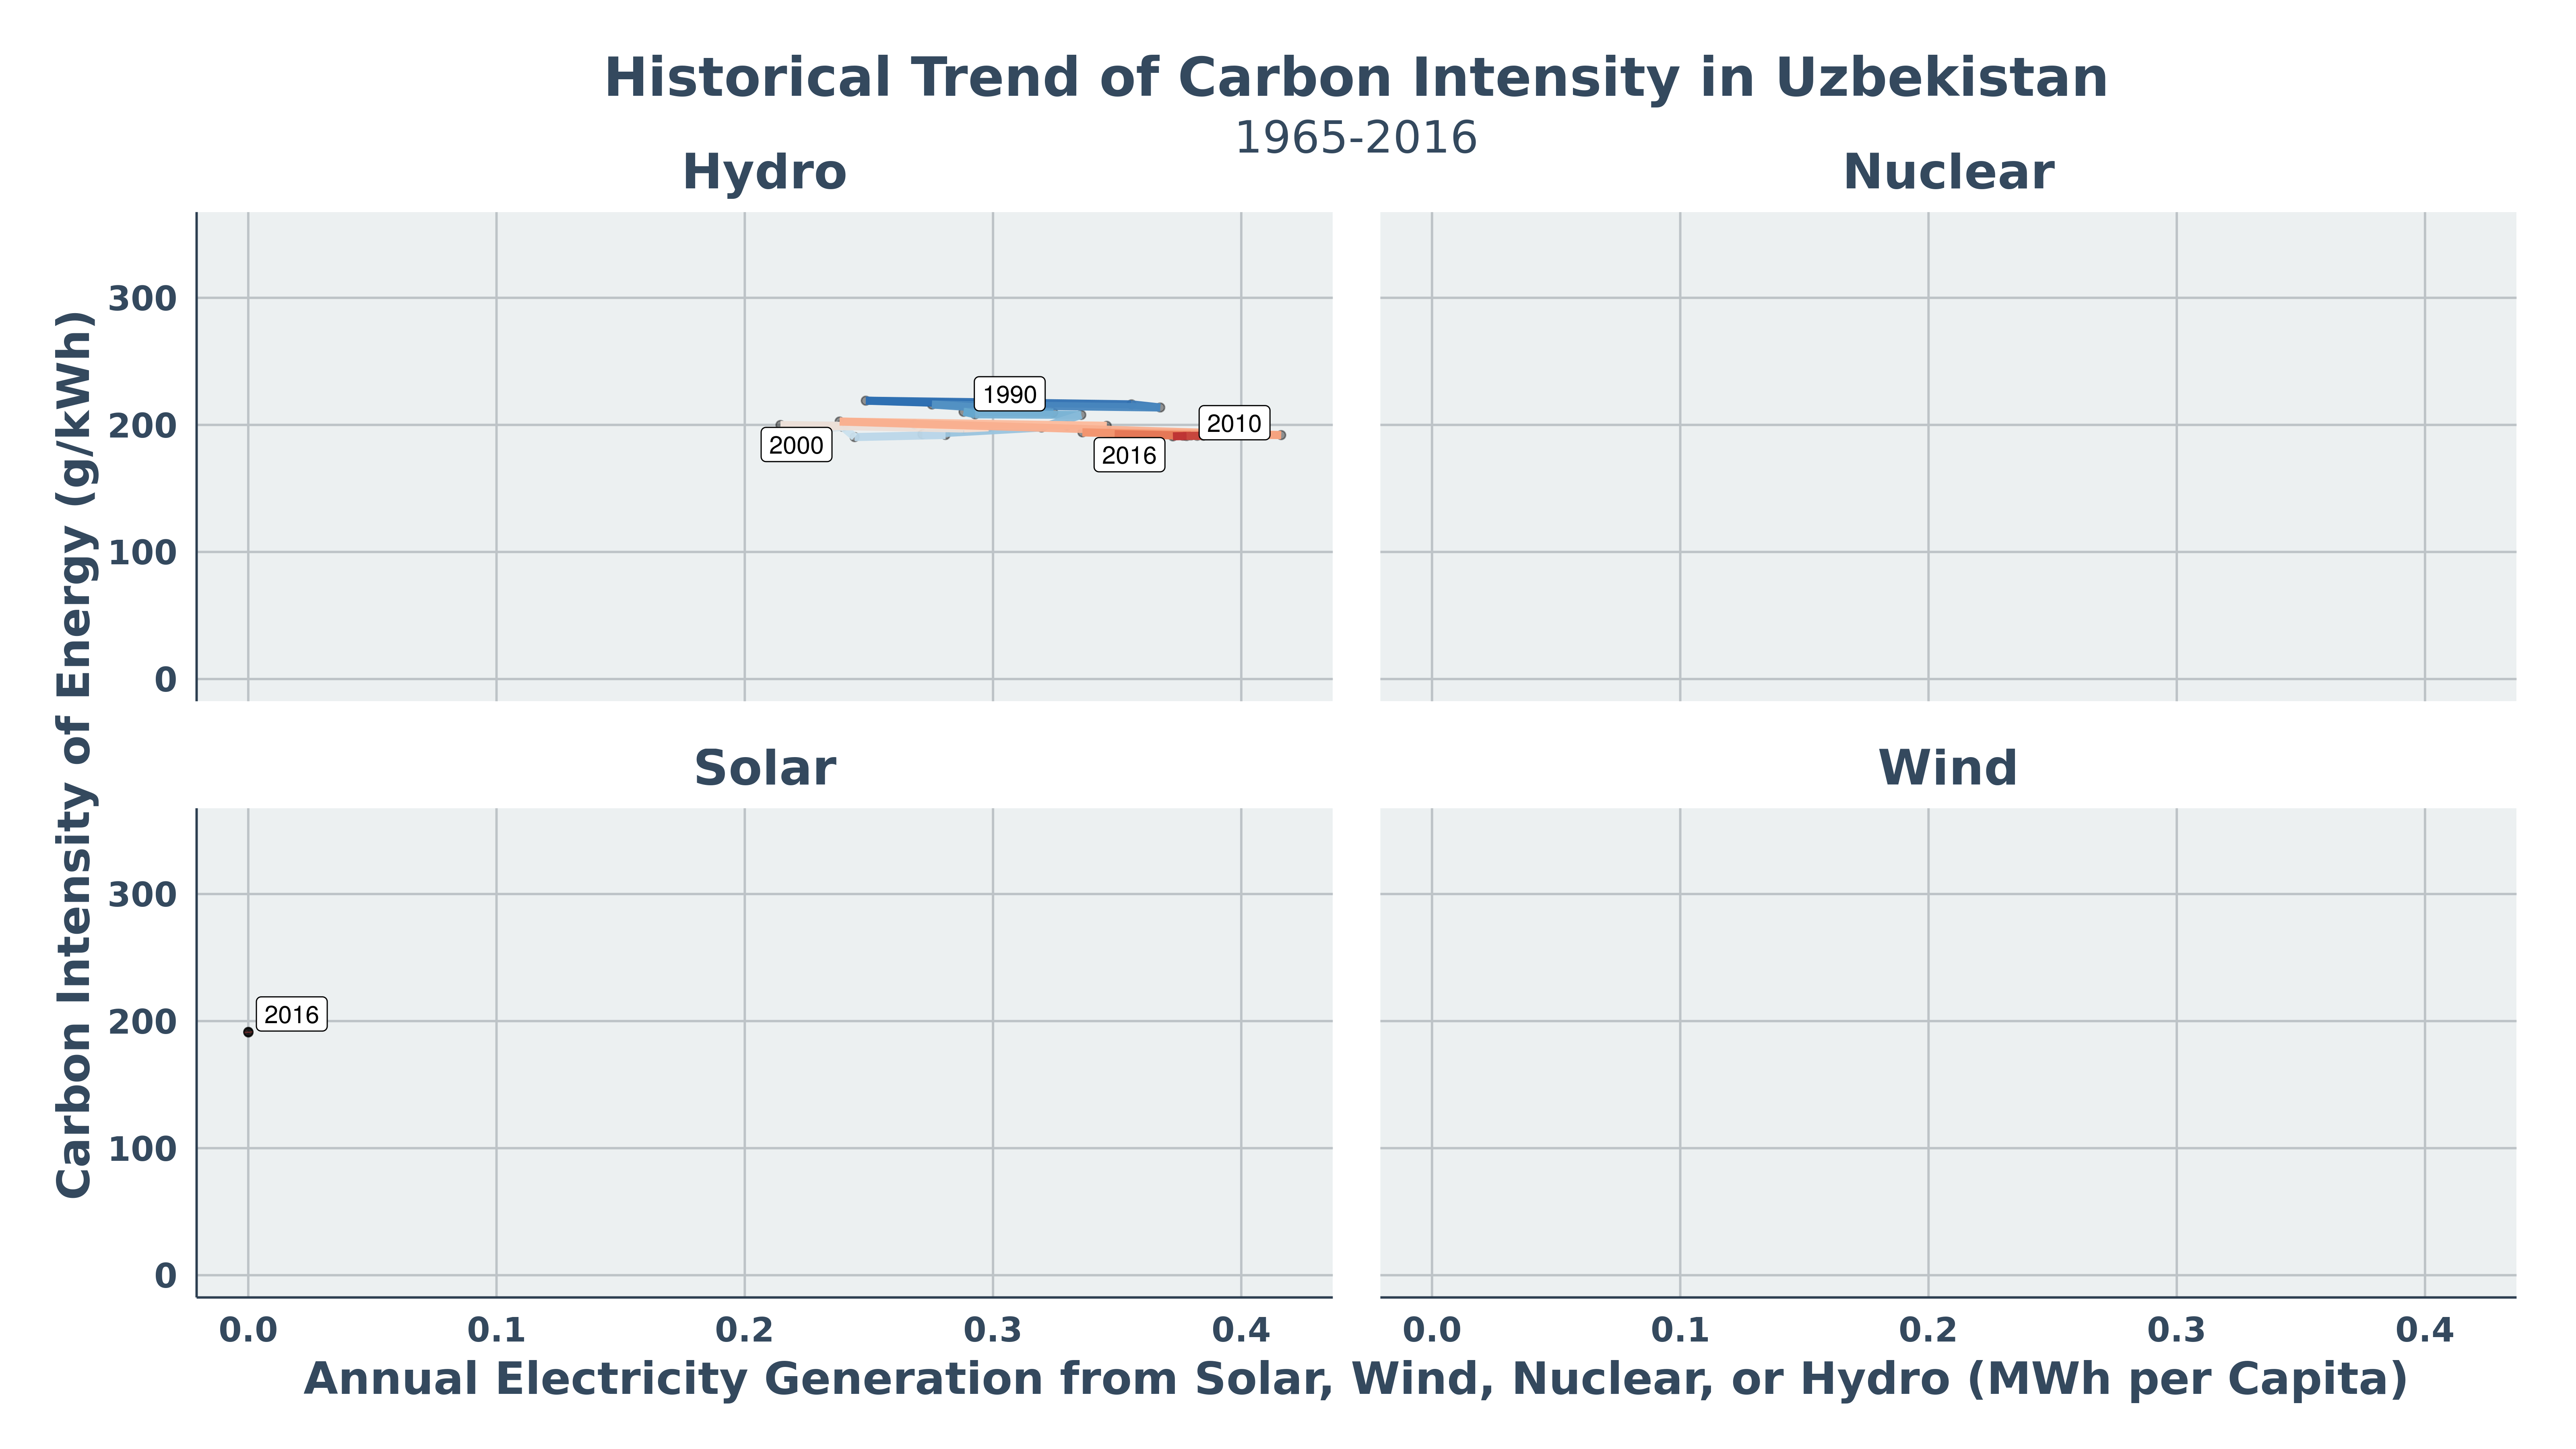 Historical Trend of Carbon Intensity in Uzbekistan
1965-2016
Hydro
Nuclear
Carbon Intensity of Energy (g/kWh)
300
200
100
0
1990
2000
2010
2016
Solar
Wind
300
200
100
0
2016
0.0 0.1 0.2 0.3 0.4 0.0 0.1 0.2 0.3 0.4
Annual Electricity Generation from Solar, Wind, Nuclear, or Hydro (MWh per Capita)